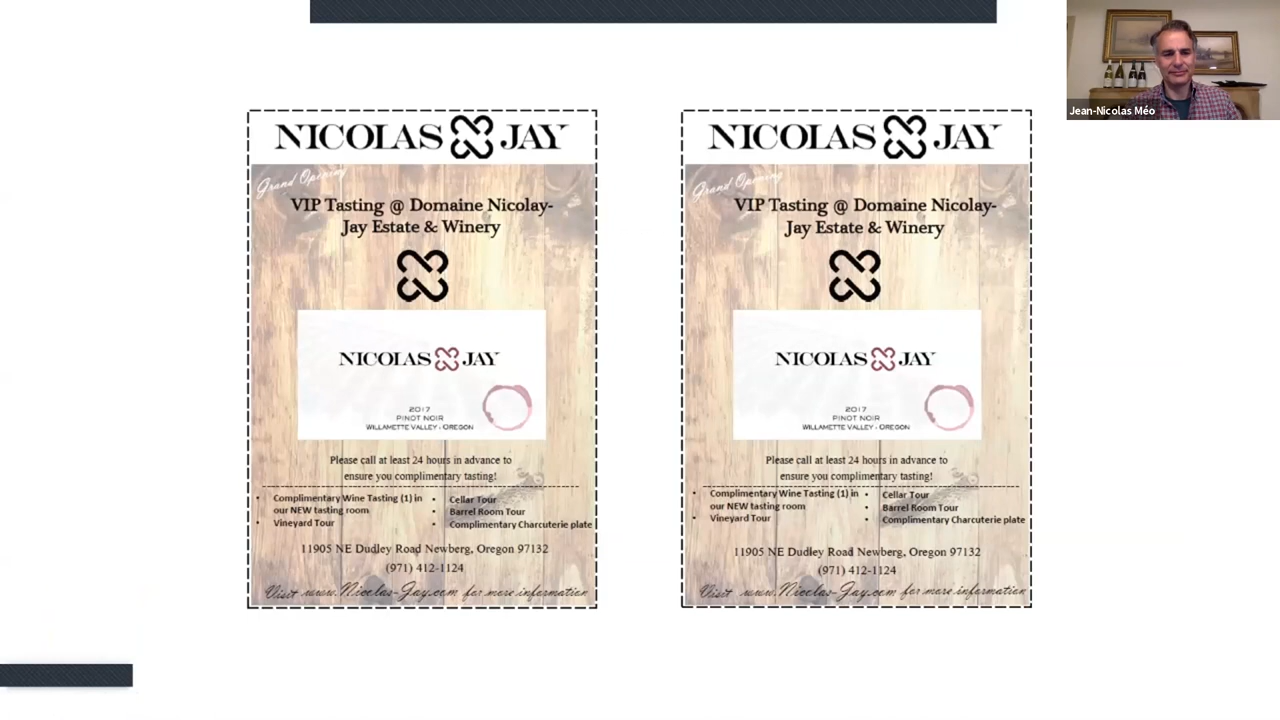 Jean-Nicolas Méo
NICOLAS JAY
Grand Opening
VIP Tasting @ Domaine Nicolay-
Jay Estate & Winery
NICOLAS JAY
2017
PINOT NOIR
WILLAMETTE VALLEY - OREGON
Please call at least 24 hours in advance to
ensure you complimentary tasting!
• Complimentary Wine Tasting (1) in
our NEW tasting room
• Vineyard Tour
• Cellar Tour
• Barrel Room Tour
• Complimentary Charcuterie plate
11905 NE Dudley Road Newberg, Oregon 97132
(971) 412-1124
Visit www.Nicolas-Jay.com for more information
NICOLAS JAY
Grand Opening
VIP Tasting @ Domaine Nicolay-
Jay Estate & Winery
NICOLAS JAY
2017
PINOT NOIR
WILLAMETTE VALLEY - OREGON
Please call at least 24 hours in advance to
ensure you complimentary tasting!
• Complimentary Wine Tasting (1) in
our NEW tasting room
• Vineyard Tour
• Cellar Tour
• Barrel Room Tour
• Complimentary Charcuterie plate
11905 NE Dudley Road Newberg, Oregon 97132
(971) 412-1124
Visit www.Nicolas-Jay.com for more information